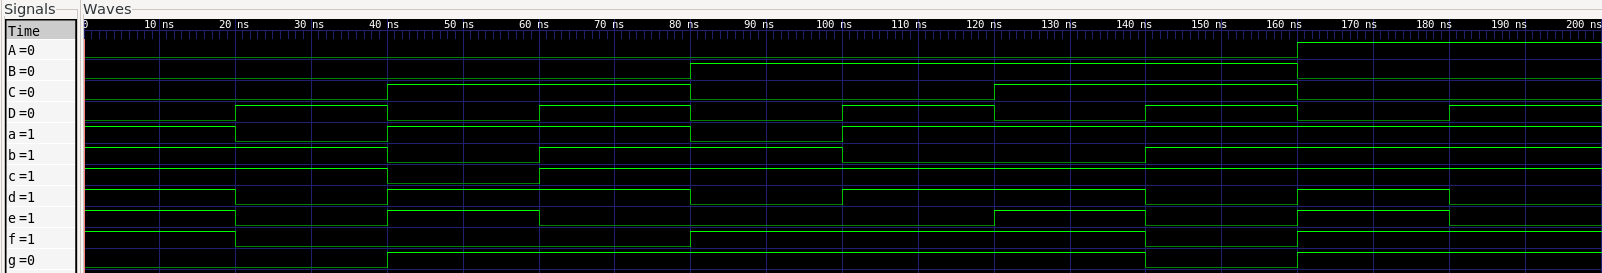 Signals Waves
Time 0 10 ns 20 ns 30 ns 40 ns 50 ns 60 ns 70 ns 80 ns 90 ns 100 ns 110 ns 120 ns 130 ns 140 ns 150 ns 160 ns 170 ns 180 ns 190 ns 200 ns
A=0
B=0
C=0
D=0
a=1
b=1
c=1
d=1
e=1
f=1
g=0